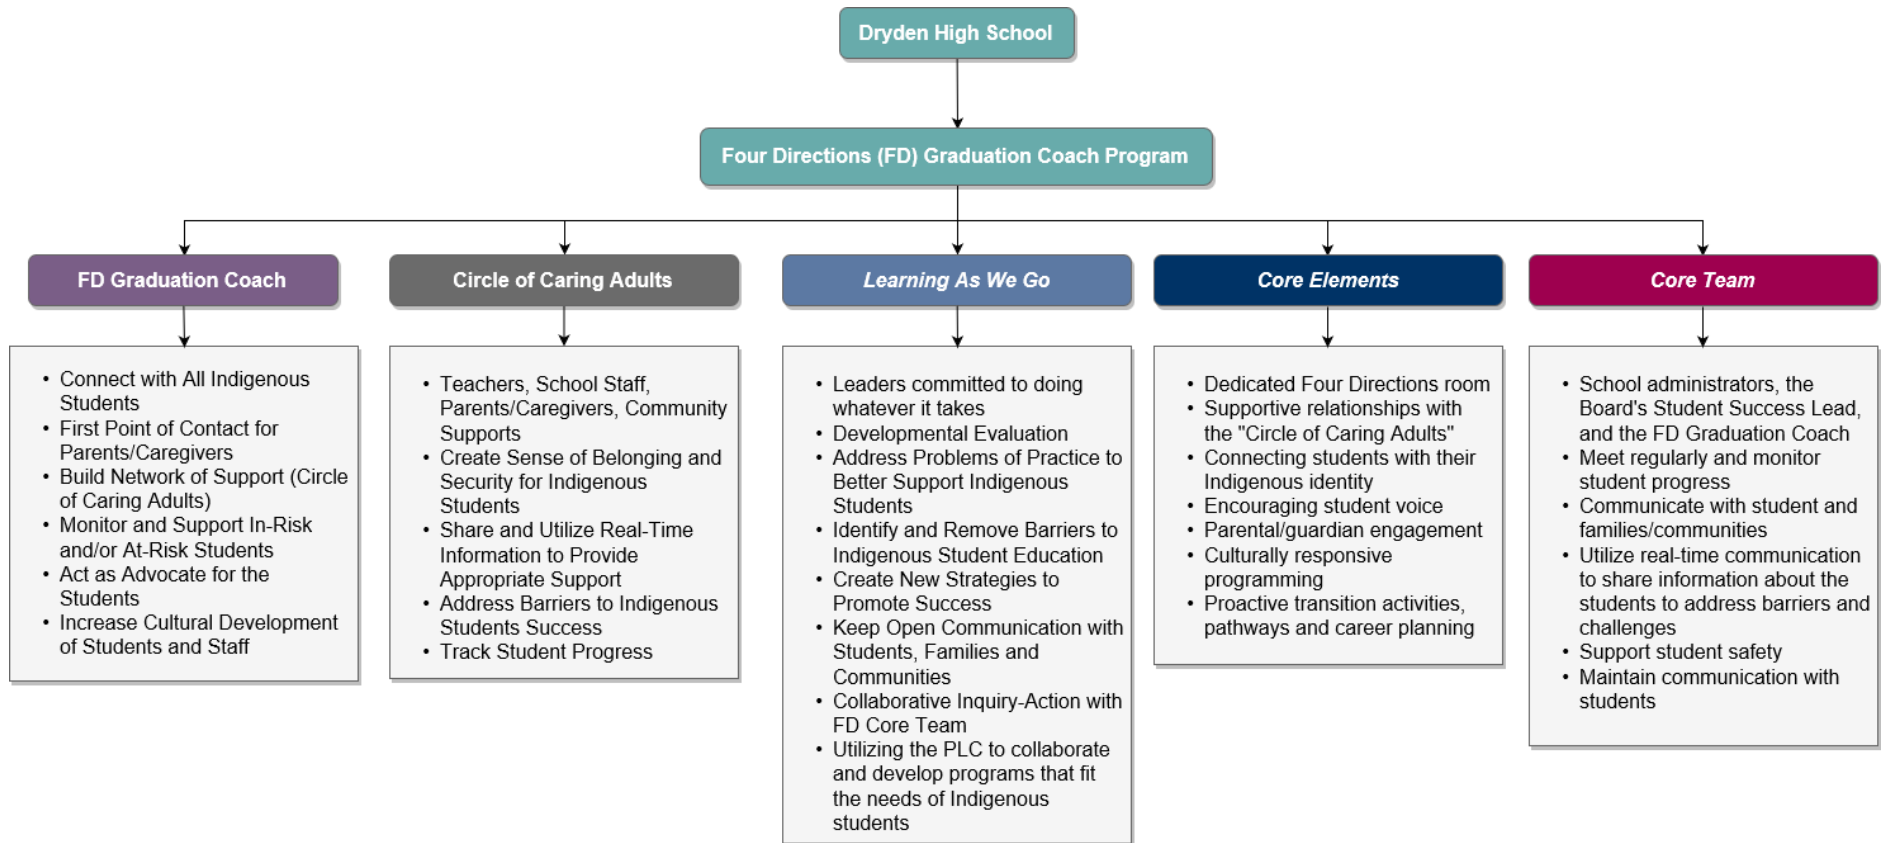 Dryden High School
Four Directions (FD) Graduation Coach Program
FD Graduation Coach
• Connect with All Indigenous
Students
• First Point of Contact for
Parents/Caregivers
• Build Network of Support (Circle
of Caring Adults)
• Monitor and Support In-Risk
and/or At-Risk Students
• Act as Advocate for the
Students
• Increase Cultural Development
of Students and Staff
Circle of Caring Adults
• Teachers, School Staff,
Parents/Caregivers, Community
Supports
• Create Sense of Belonging and
Security for Indigenous
Students
• Share and Utilize Real-Time
Information to Provide
Appropriate Support
• Address Barriers to Indigenous
Students Success
• Track Student Progress
Learning As We Go
• Leaders committed to doing
whatever it takes
• Developmental Evaluation
• Address Problems of Practice to
Better Support Indigenous
Students
• Identify and Remove Barriers to
Indigenous Student Education
• Create New Strategies to
Promote Success
• Keep Open Communication with
Students, Families and
Communities
• Collaborative Inquiry-Action with
FD Core Team
• Utilizing the PLC to collaborate
and develop programs that fit
the needs of Indigenous
students
Core Elements
• Dedicated Four Directions room
• Supportive relationships with
the "Circle of Caring Adults"
• Connecting students with their
Indigenous identity
• Encouraging student voice
• Parental/guardian engagement
• Culturally responsive
programming
• Proactive transition activities,
pathways and career planning
Core Team
• School administrators, the
Board's Student Success Lead,
and the FD Graduation Coach
• Meet regularly and monitor
student progress
• Communicate with student and
families/communities
• Utilize real-time communication
to share information about the
students to address barriers and
challenges
• Support student safety
• Maintain communication with
students